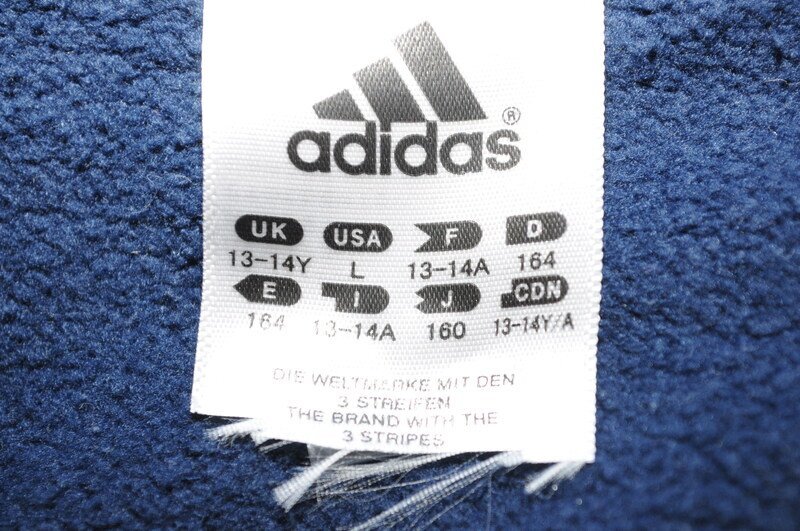 adidas®
UK USA F D
13-14Y L 13-14A 164
E I J CDN
164 13-14A 160 13-14Y/A
DIE WELTMARKE MIT DEN
3 STREIFEN
THE BRAND WITH THE
3 STRIPES